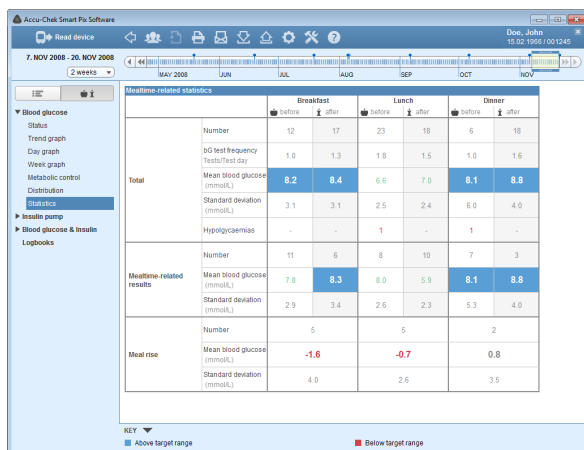 Accu-Chek Smart Pix Software
Read device
Doe, John
15.02.1966 / 001245
7. NOV 2008 - 20. NOV 2008
2 weeks
MAY 2008 JUN JUL AUG SEP OCT NOV
Blood glucose
Status
Trend graph
Day graph
Week graph
Metabolic control
Distribution
Statistics
Insulin pump
Blood glucose & Insulin
Logbooks
Mealtime-related statistics
Breakfast Lunch Dinner
before after before after before after
Total
Number 12 17 23 18 6 18
bG test frequency
Tests/Test day 1.0 1.3 1.8 1.5 1.0 1.6
Mean blood glucose
(mmol/L) 8.2 8.4 6.6 7.0 8.1 8.8
Standard deviation
(mmol/L) 3.1 3.1 2.5 2.4 6.0 4.0
Hypolgycaemias - - 1 - 1 -
Mealtime-related
results
Number 11 6 8 10 7 3
Mean blood glucose
(mmol/L) 7.8 8.3 8.0 5.9 8.1 8.8
Standard deviation
(mmol/L) 2.9 3.4 2.6 2.3 5.3 4.0
Meal rise
Number 5 5 2
Mean blood glucose
(mmol/L) -1.6 -0.7 0.8
Standard deviation
(mmol/L) 4.0 2.6 3.5
KEY
Above target range
Below target range